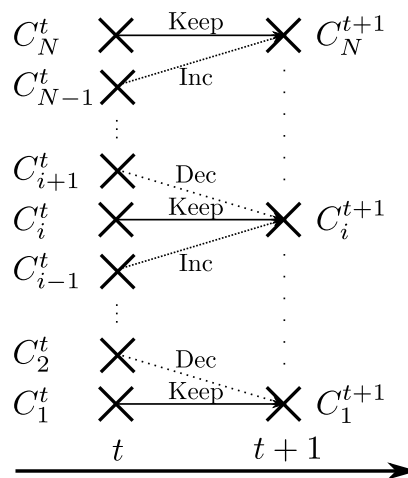 $C_N^t$ Keep $C_N^{t+1}$
$C_{N-1}^t$ Inc
$C_{i+1}^t$ Dec
$C_i^t$ Keep $C_i^{t+1}$
$C_{i-1}^t$ Inc
$C_2^t$ Dec
$C_1^t$ Keep $C_1^{t+1}$
$t$ $t+1$